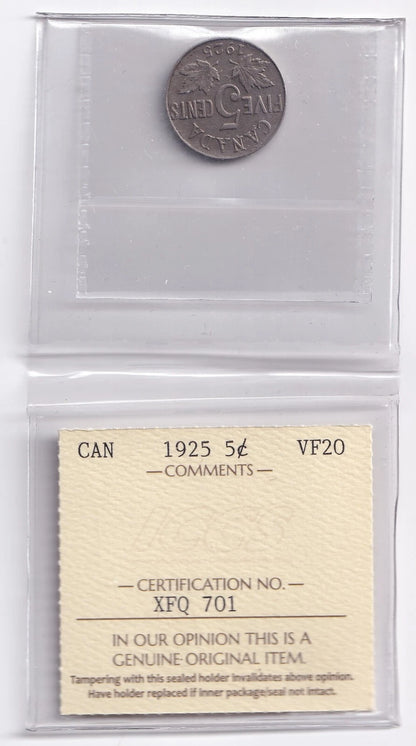 1925
5
FIVE CENTS
CANADA
CAN 1925 5¢ VF20
—COMMENTS—
ICCS
—CERTIFICATION NO.—
XFQ 701
IN OUR OPINION THIS IS A
GENUINE ORIGINAL ITEM.
Tampering with this sealed holder invalidates above opinion.
Have holder replaced if inner package/seal not intact.